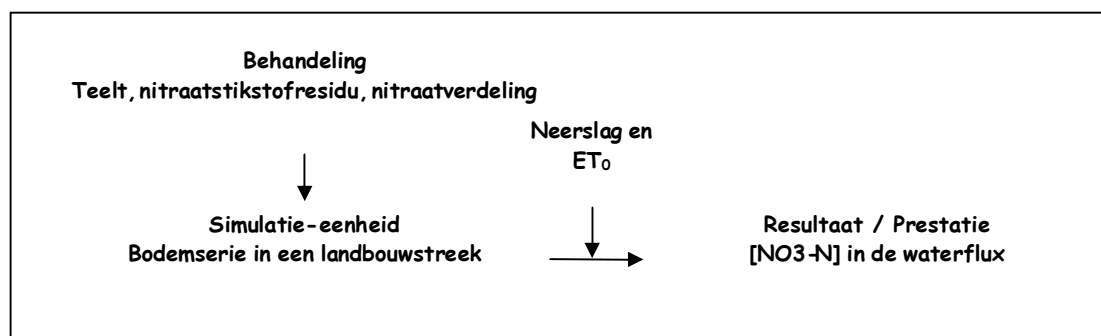 Behandeling
Teelt, nitraatstikstofresidu, nitraatverdeling
Neerslag en
ET₀
Simulatie-eenheid
Bodemserie in een landbouwstreek
Resultaat / Prestatie
[NO3-N] in de waterflux